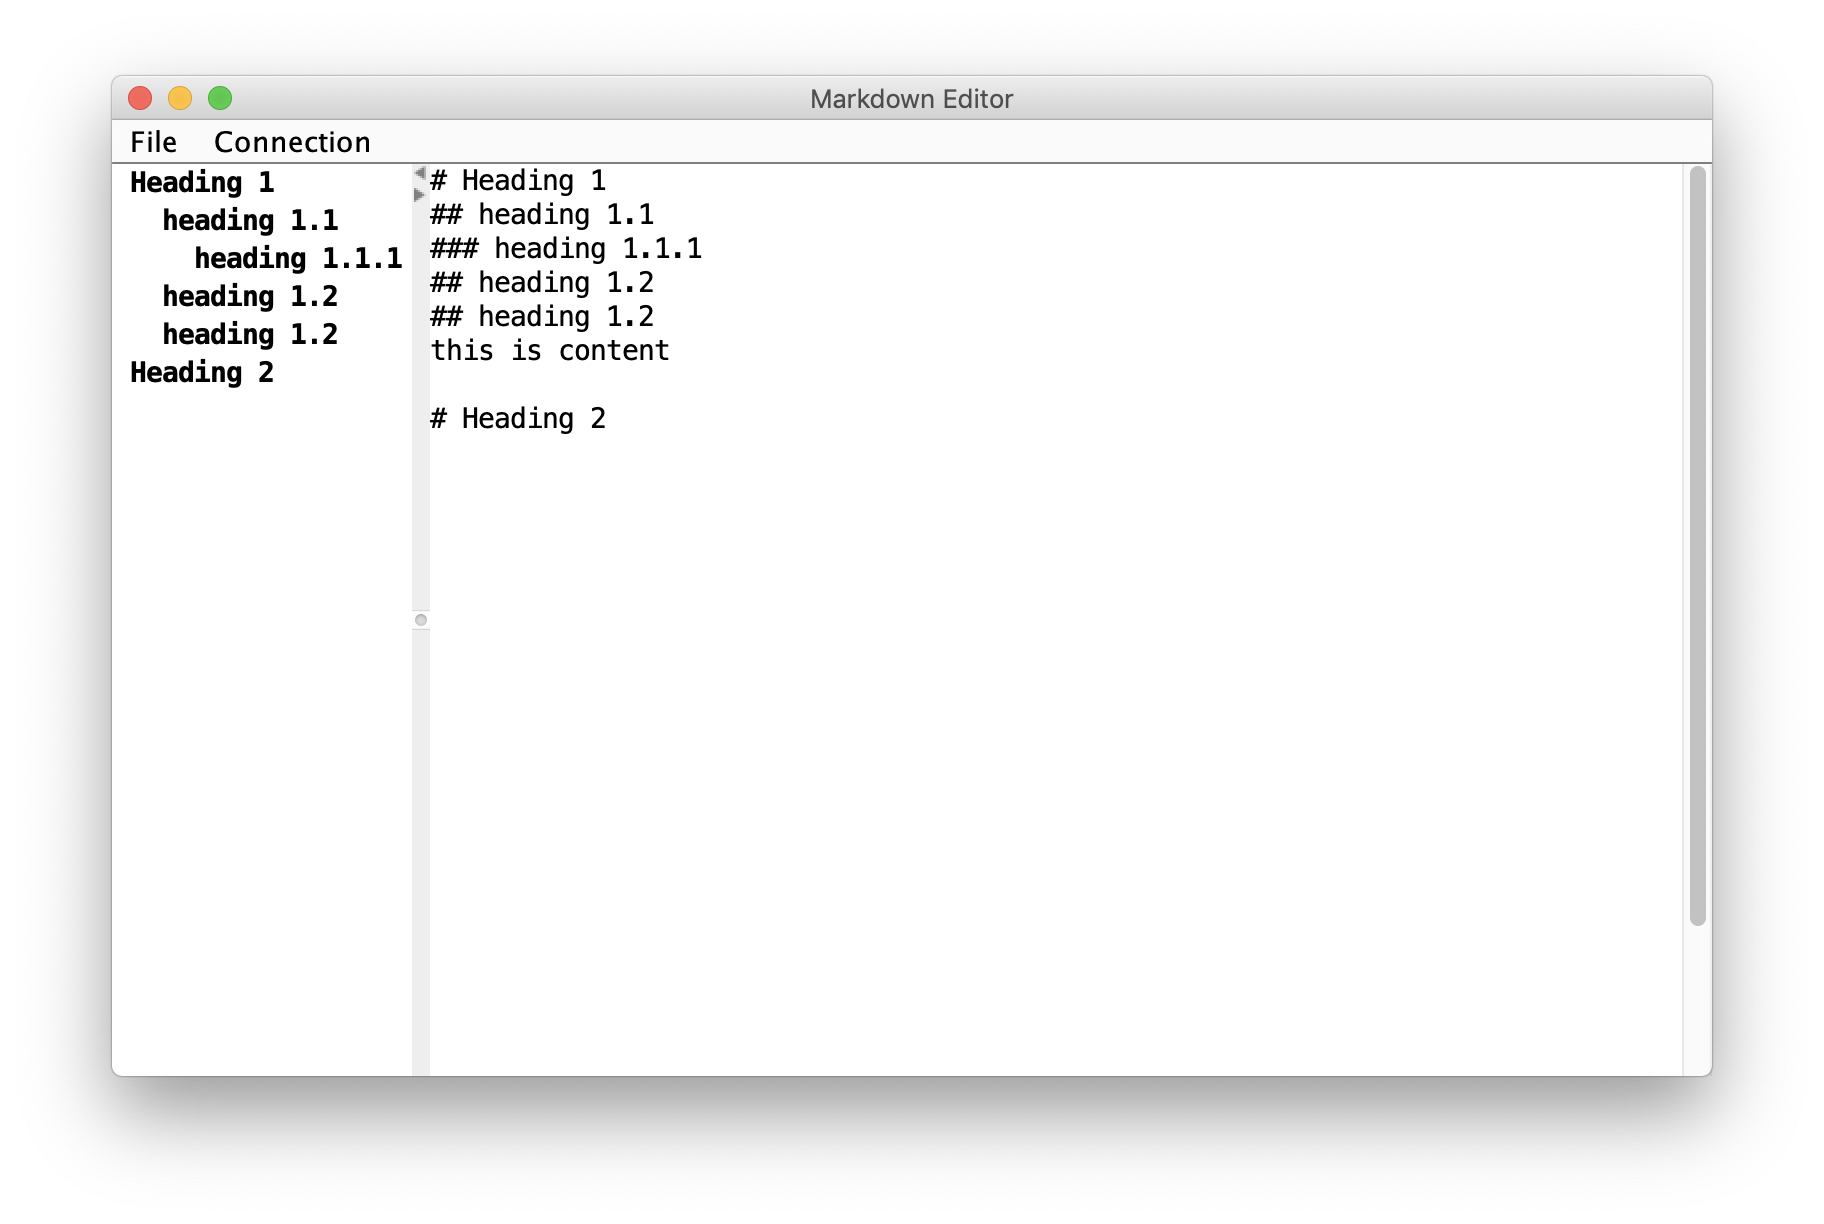 Markdown Editor
File Connection
Heading 1
heading 1.1
heading 1.1.1
heading 1.2
heading 1.2
Heading 2
# Heading 1
## heading 1.1
### heading 1.1.1
## heading 1.2
## heading 1.2
this is content
# Heading 2